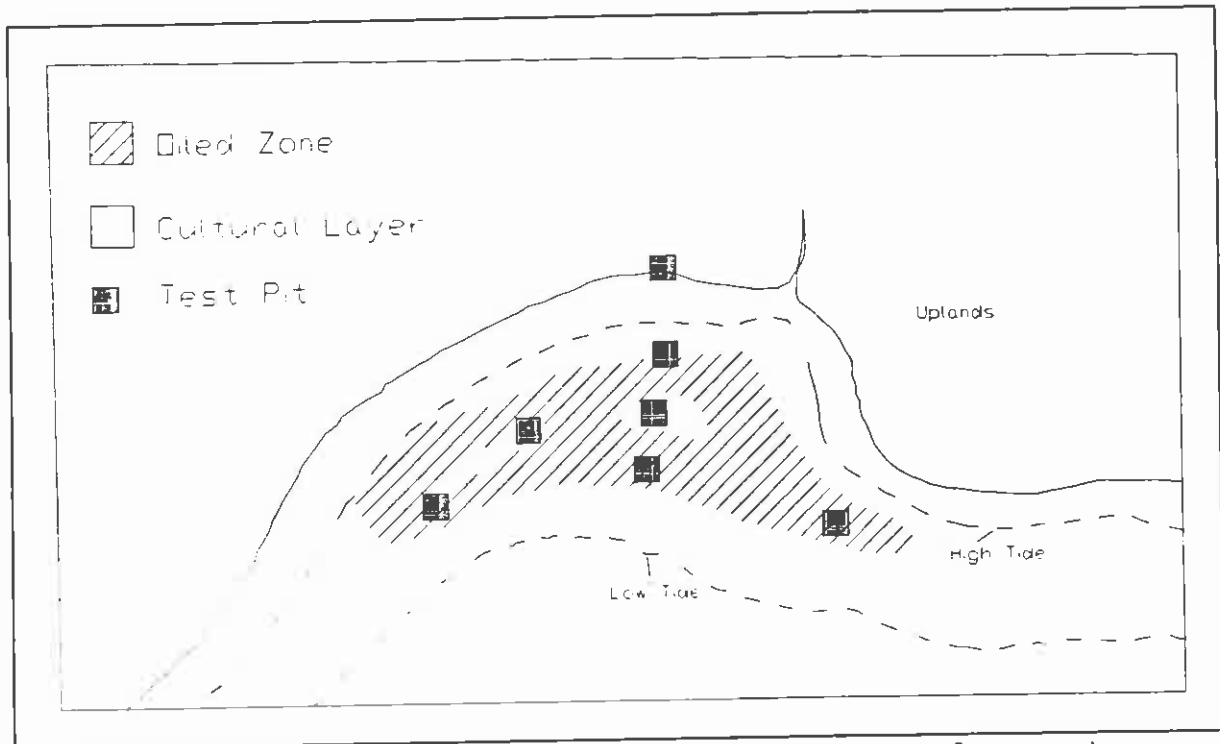 Oiled Zone
Cultural Layer
Test Pit
Uplands
High Tide
Low Tide